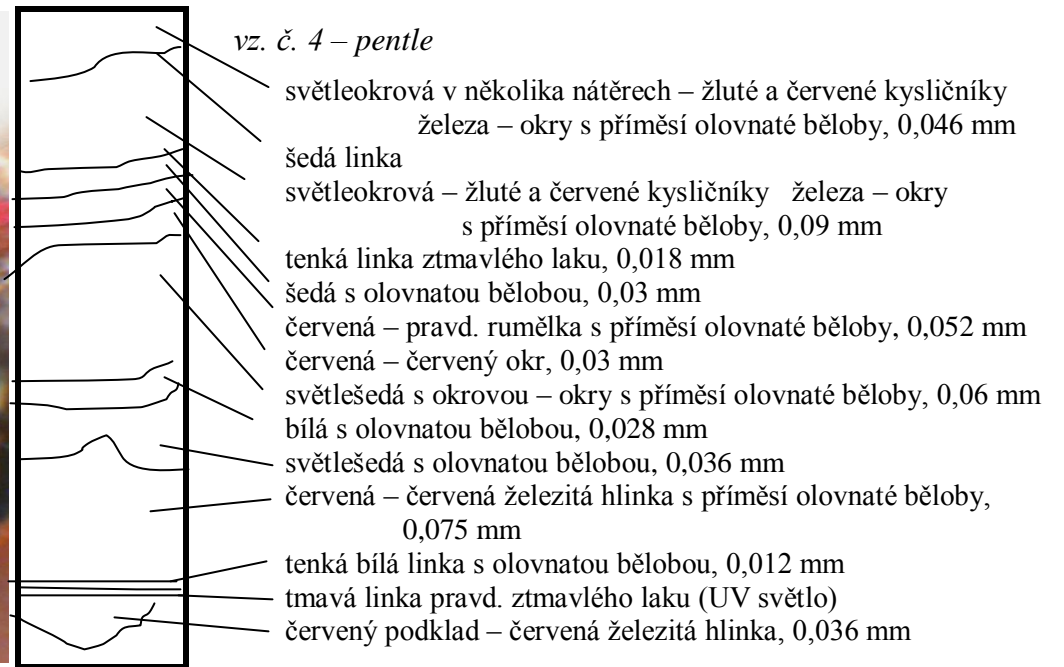 vz. č. 4 – pentle
světleokrová v několika nátěrech – žluté a červené kysličníky
železa – okry s příměsí olovnaté běloby, 0,046 mm
šedá linka
světleokrová – žluté a červené kysličníky železa – okry
s příměsí olovnaté běloby, 0,09 mm
tenká linka ztmavlého laku, 0,018 mm
šedá s olovnatou bělobou, 0,03 mm
červená – pravd. rumělka s příměsí olovnaté běloby, 0,052 mm
červená – červený okr, 0,03 mm
světlešedá s okrovou – okry s příměsí olovnaté běloby, 0,06 mm
bílá s olovnatou bělobou, 0,028 mm
světlešedá s olovnatou bělobou, 0,036 mm
červená – červená železitá hlinka s příměsí olovnaté běloby,
0,075 mm
tenká bílá linka s olovnatou bělobou, 0,012 mm
tmavá linka pravd. ztmavlého laku (UV světlo)
červený podklad – červená železitá hlinka, 0,036 mm